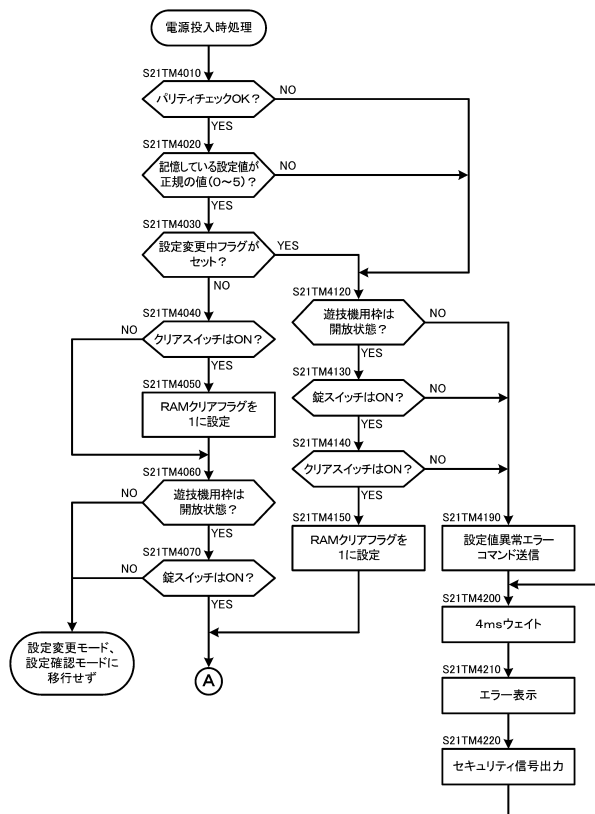 電源投入時処理
S21TM4010
パリティチェックOK？
NO
YES
S21TM4020
記憶している設定値が
正規の値(0～5)？
NO
YES
S21TM4030
設定変更中フラグが
セット？
YES
NO
S21TM4040
クリアスイッチはON？
NO
YES
S21TM4050
RAMクリアフラグを
1に設定
S21TM4060
遊技機用枠は
開放状態？
NO
YES
S21TM4070
錠スイッチはON？
NO
YES
設定変更モード、
設定確認モードに
移行せず
A
S21TM4120
遊技機用枠は
開放状態？
NO
YES
S21TM4130
錠スイッチはON？
NO
YES
S21TM4140
クリアスイッチはON？
NO
YES
S21TM4150
RAMクリアフラグを
1に設定
S21TM4190
設定値異常エラー
コマンド送信
S21TM4200
4msウェイト
S21TM4210
エラー表示
S21TM4220
セキュリティ信号出力